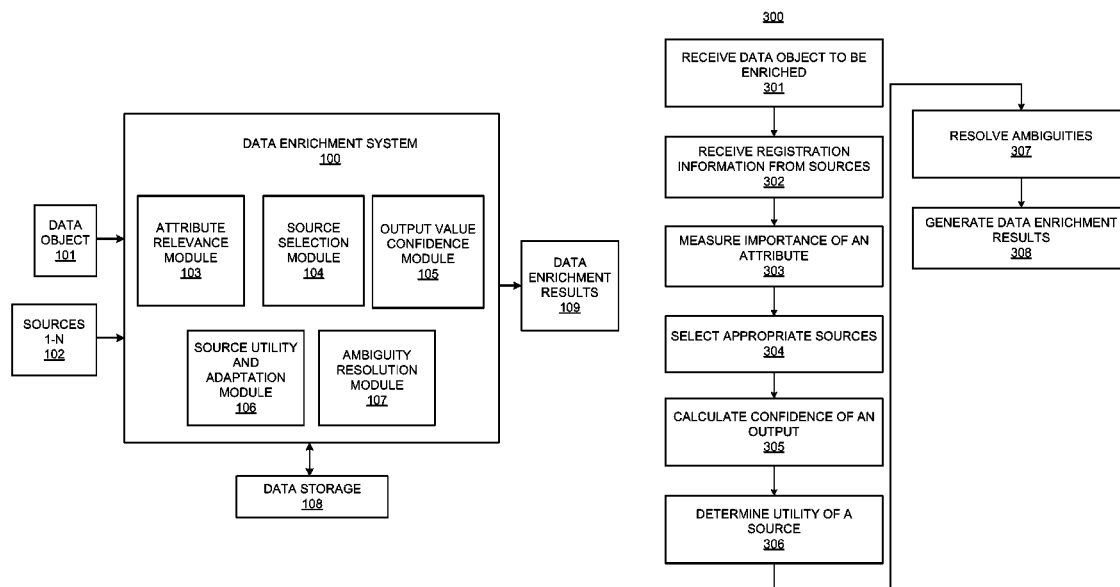 DATA ENRICHMENT SYSTEM
100
DATA
OBJECT
101
SOURCES
1-N
102
ATTRIBUTE
RELEVANCE
MODULE
103
SOURCE
SELECTION
MODULE
104
OUTPUT VALUE
CONFIDENCE
MODULE
105
SOURCE UTILITY
AND
ADAPTATION
MODULE
106
AMBIGUITY
RESOLUTION
MODULE
107
DATA
ENRICHMENT
RESULTS
109
DATA STORAGE
108
300
RECEIVE DATA OBJECT TO BE
ENRICHED
301
RECEIVE REGISTRATION
INFORMATION FROM SOURCES
302
MEASURE IMPORTANCE OF AN
ATTRIBUTE
303
SELECT APPROPRIATE SOURCES
304
CALCULATE CONFIDENCE OF AN
OUTPUT
305
DETERMINE UTILITY OF A
SOURCE
306
RESOLVE AMBIGUITIES
307
GENERATE DATA ENRICHMENT
RESULTS
308